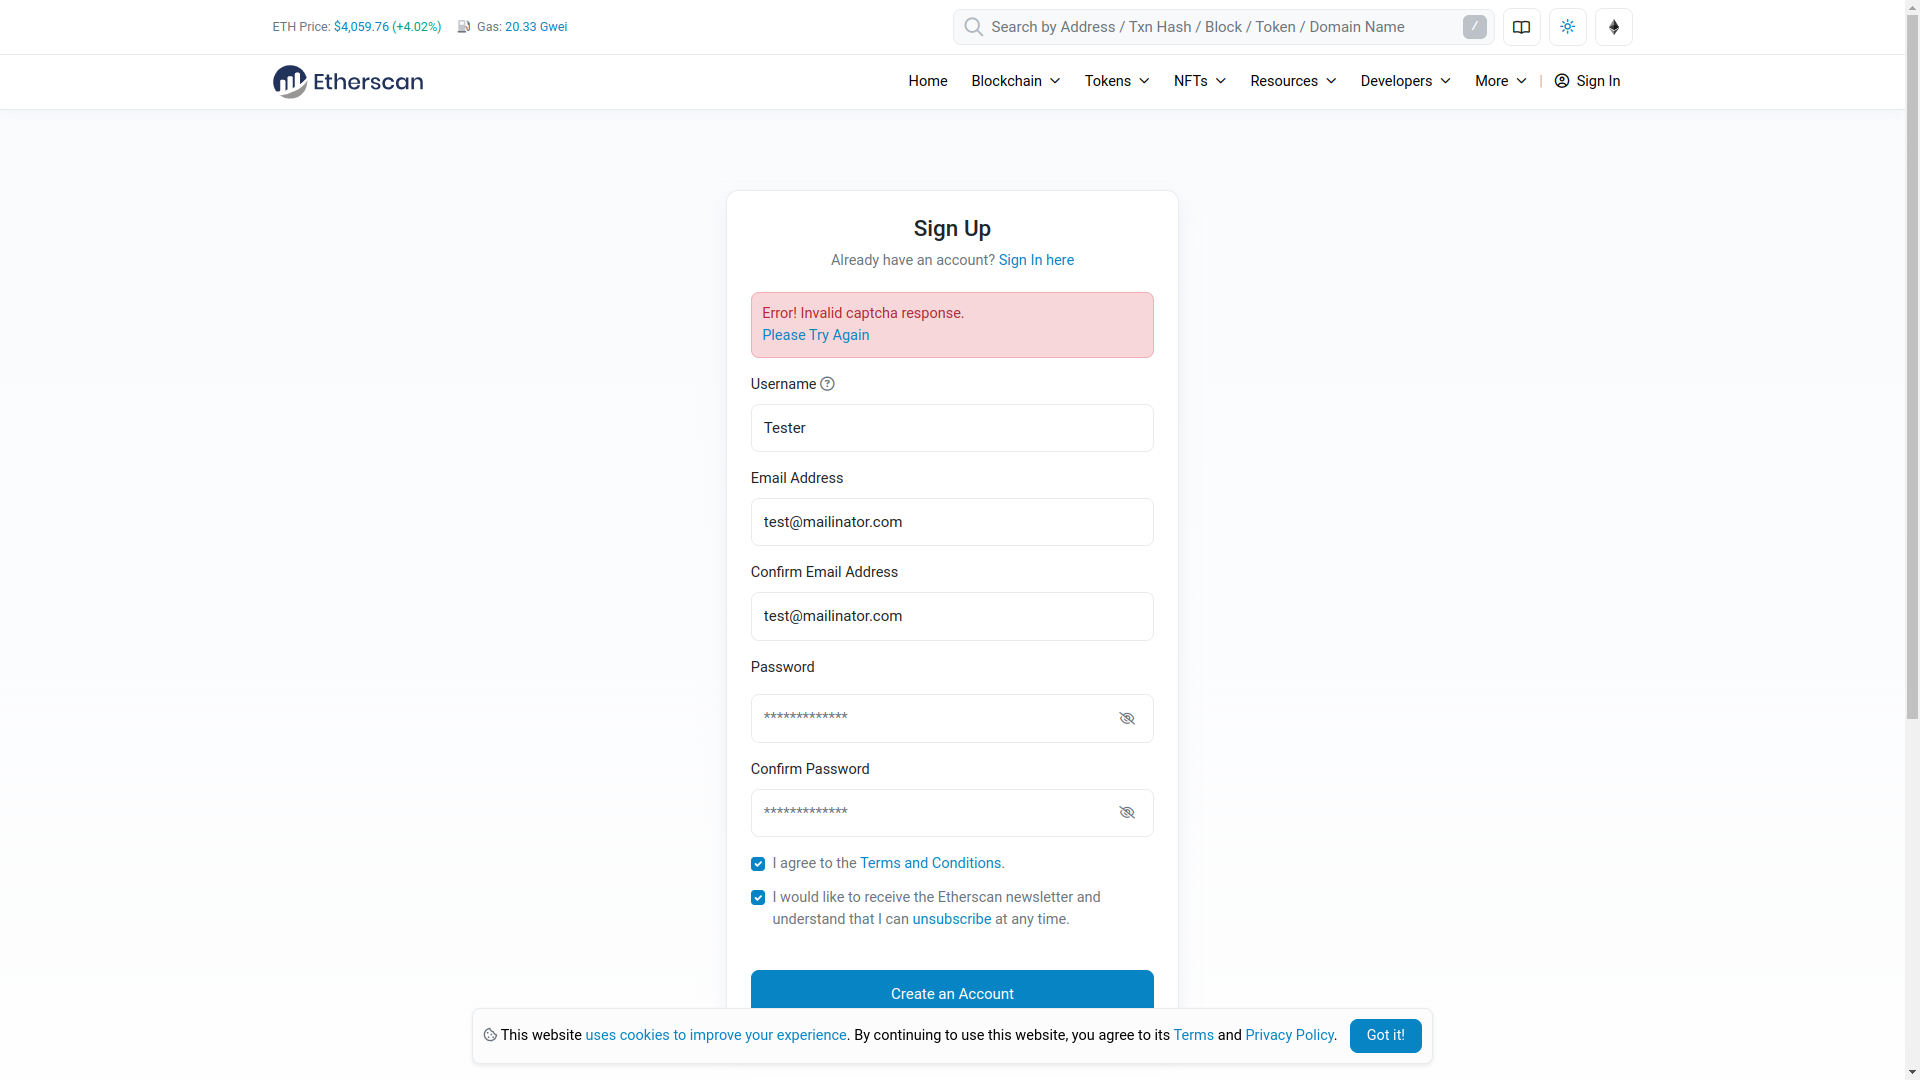 ETH Price: $4,059.76 (+4.02%) Gas: 20.33 Gwei
Search by Address / Txn Hash / Block / Token / Domain Name /
Etherscan
Home Blockchain Tokens NFTs Resources Developers More | Sign In
Sign Up
Already have an account? Sign In here
Error! Invalid captcha response.
Please Try Again
Username
Tester
Email Address
test@mailinator.com
Confirm Email Address
test@mailinator.com
Password
*************
Confirm Password
*************
I agree to the Terms and Conditions.
I would like to receive the Etherscan newsletter and
understand that I can unsubscribe at any time.
Create an Account
This website uses cookies to improve your experience. By continuing to use this website, you agree to its Terms and Privacy Policy. Got it!